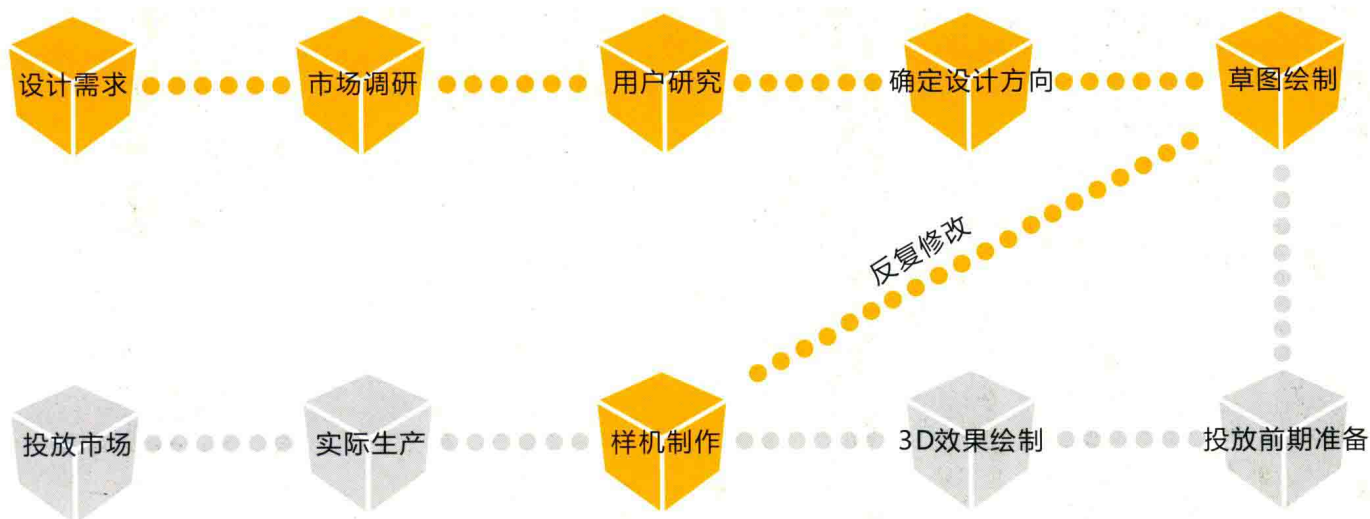 设计需求
市场调研
用户研究
确定设计方向
草图绘制
反复修改
投放市场
实际生产
样机制作
3D效果绘制
投放前期准备